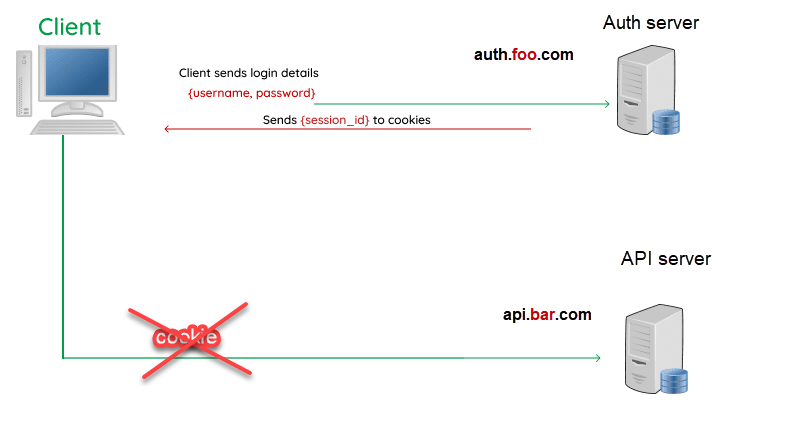 Client
Auth server
auth.foo.com
Client sends login details
{username, password}
Sends {session_id} to cookies
API server
api.bar.com
cookie